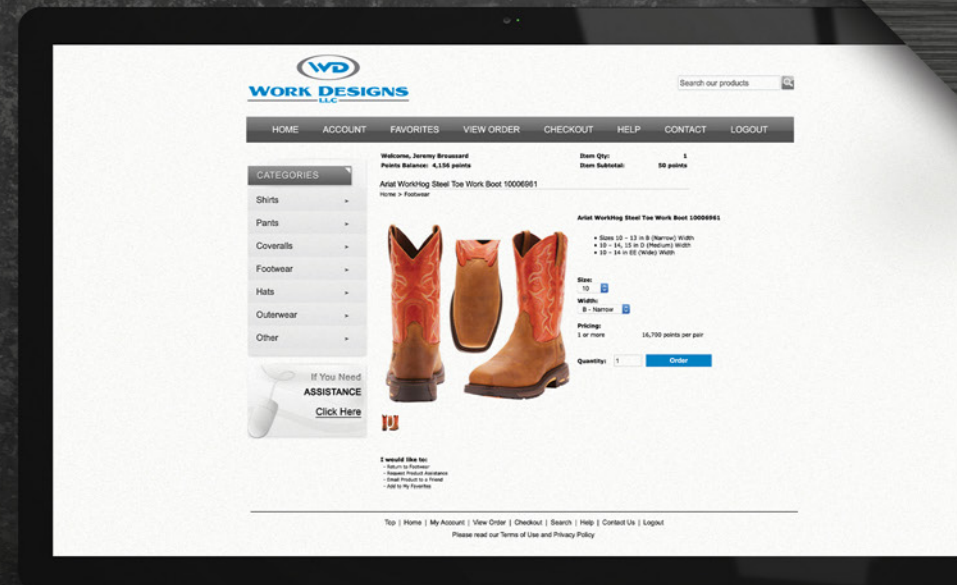 WD
WORK DESIGNS
LLC
Search our products
HOME ACCOUNT FAVORITES VIEW ORDER CHECKOUT HELP CONTACT LOGOUT
Welcome, Jeremy Broussard
Points Balance: 4,156 points
Item Qty: 1
Item Subtotal: 50 points
CATEGORIES
Shirts
Pants
Coveralls
Footwear
Hats
Outerwear
Other
If You Need
ASSISTANCE
Click Here
Ariat WorkHog Steel Toe Work Boot 10006961
Home > Footwear
Ariat WorkHog Steel Toe Work Boot 10006961
• Sizes 10 - 13 in B (Narrow) Width
• 10 - 14, 15 in D (Medium) Width
• 10 - 14 in EE (Wide) Width
Size:
10
Width:
B - Narrow
Pricing:
1 or more 16,700 points per pair
Quantity: 1 Order
I would like to:
- Return to Footwear
- Request Product Assistance
- Email Product to a Friend
- Add to My Favorites
Top | Home | My Account | View Order | Checkout | Search | Help | Contact Us | Logout
Please read our Terms of Use and Privacy Policy